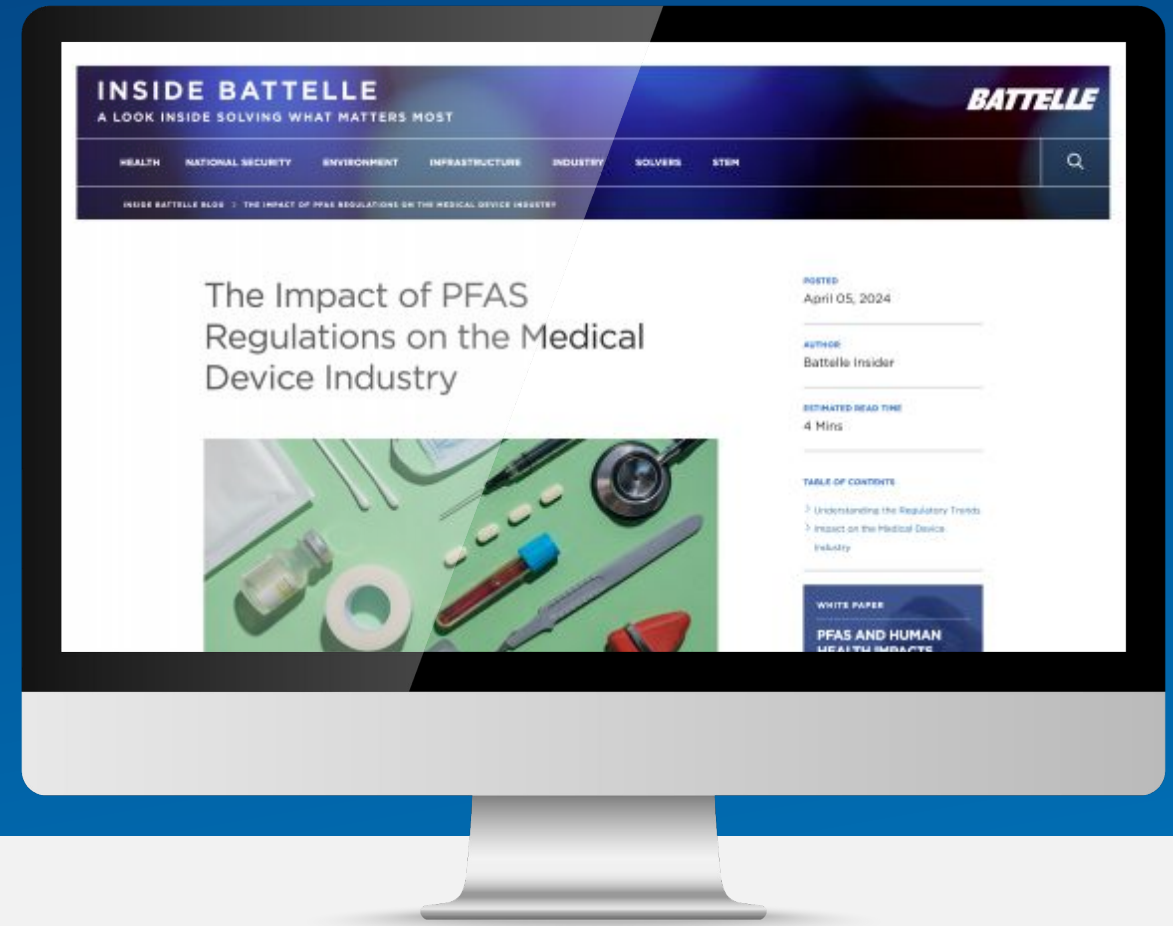 INSIDE BATTELLE
A LOOK INSIDE SOLVING WHAT MATTERS MOST
BATTELLE
HEALTH NATIONAL SECURITY ENVIRONMENT INFRASTRUCTURE INDUSTRY SOLVERS STEM
INSIDE BATTELLE BLOG > THE IMPACT OF PFAS REGULATIONS ON THE MEDICAL DEVICE INDUSTRY
The Impact of PFAS
Regulations on the Medical
Device Industry
POSTED
April 05, 2024
AUTHOR
Battelle Insider
ESTIMATED READ TIME
4 Mins
TABLE OF CONTENTS
> Understanding the Regulatory Trends
> Impact on the Medical Device
Industry
WHITE PAPER
PFAS AND HUMAN
HEALTH IMPACTS